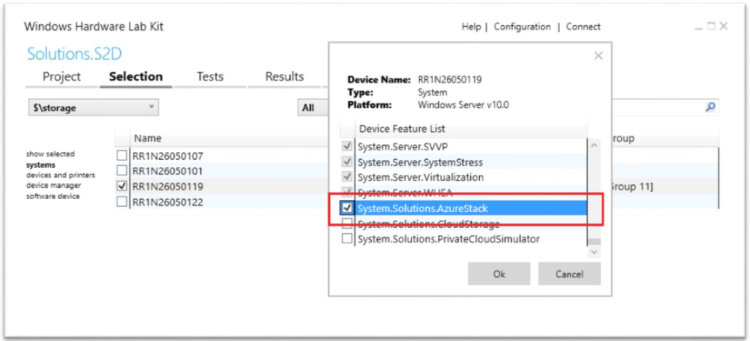 Windows Hardware Lab Kit
Help | Configuration | Connect
Solutions.S2D
Project Selection Tests Results
$\storage
All
Name
roup
show selected
systems
devices and printers
device manager
software device
RR1N26050107
RR1N26050101
RR1N26050119
roup 11]
RR1N26050122
Device Name: RR1N26050119
Type: System
Platform: Windows Server v10.0
Device Feature List
System.Server.SVVP
System.Server.SystemStress
System.Server.Virtualization
System.Server.WHEA
System.Solutions.AzureStack
System.Solutions.CloudStorage
System.Solutions.PrivateCloudSimulator
Ok Cancel